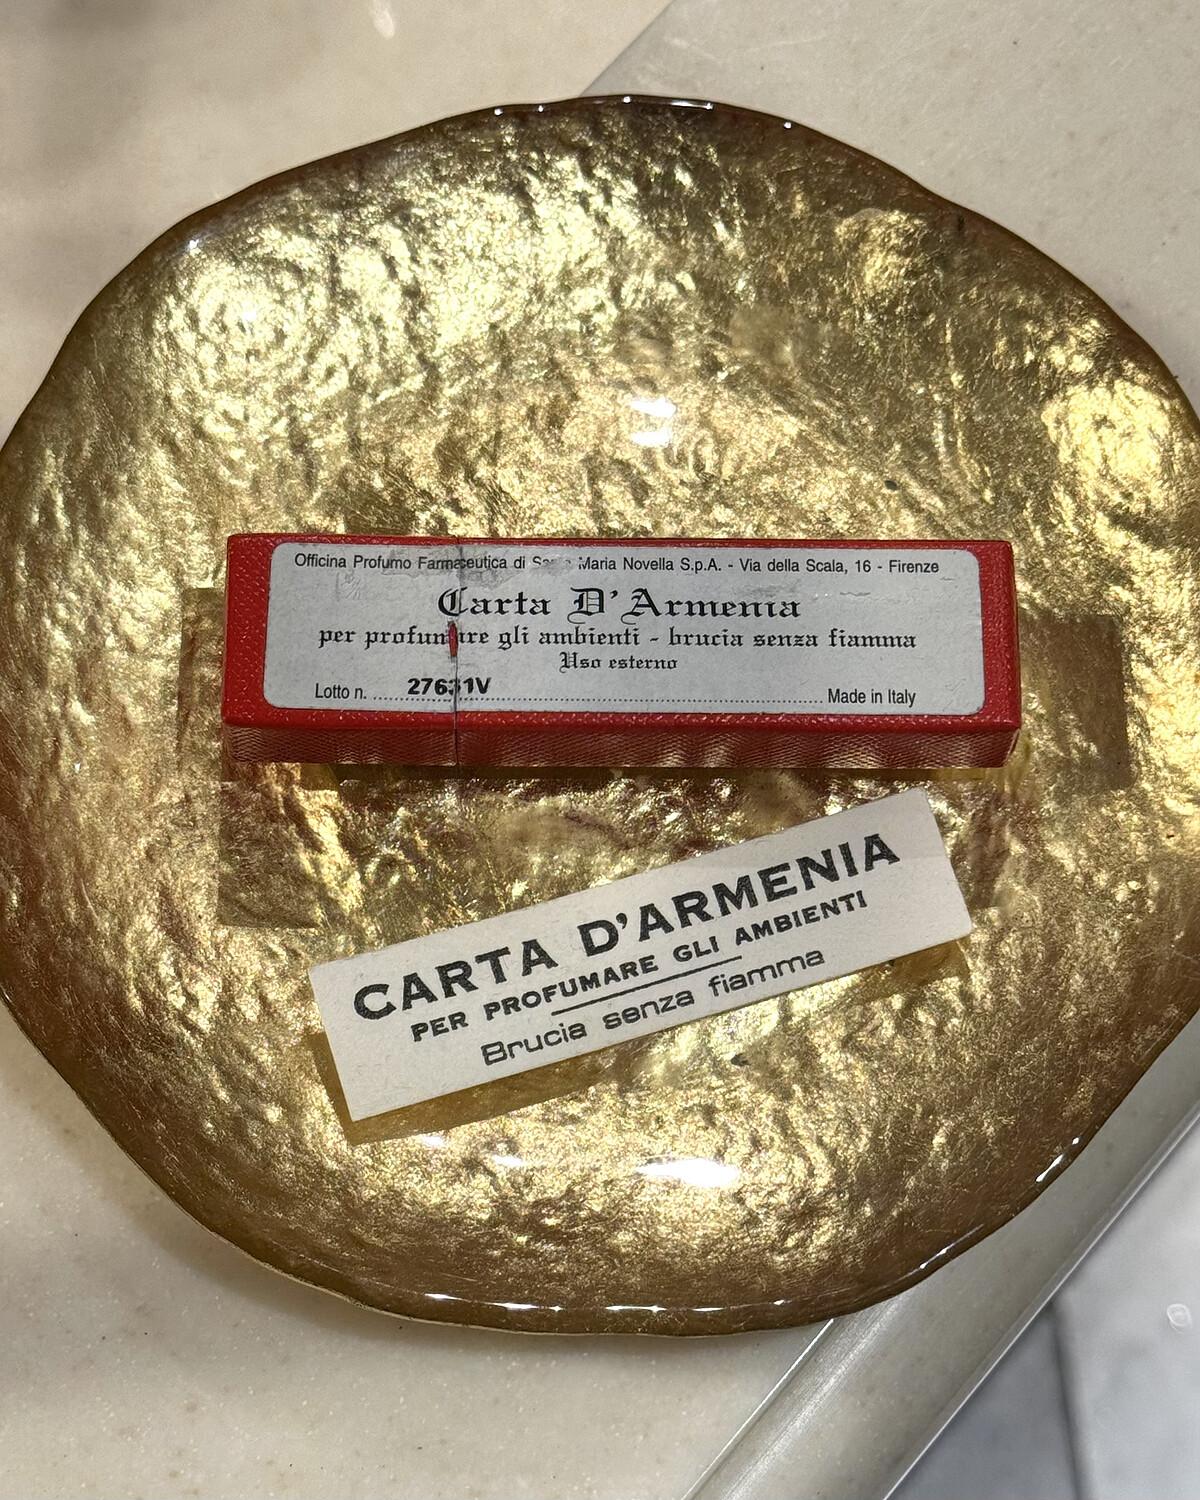 Officina Profumo Farmaceutica di Maria Novella S.p.A. - Via della Scala, 16 - Firenze
Carta D'Armenia
per profumare gli ambienti - brucia senza fiamma
Uso esterno
Lotto n. 27631V Made in Italy
CARTA D'ARMENIA
PER PROFUMARE GLI AMBIENTI
Brucia senza fiamma